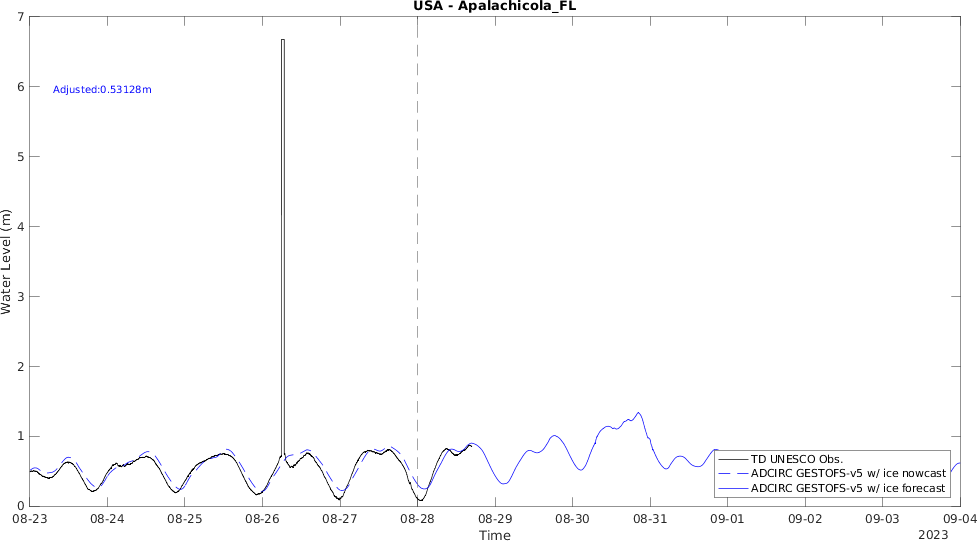 USA - Apalachicola_FL
7
6
5
4
3
2
1
0
Water Level (m)
Adjusted:0.53128m
TD UNESCO Obs.
ADCIRC GESTOFS-v5 w/ ice nowcast
ADCIRC GESTOFS-v5 w/ ice forecast
08-23 08-24 08-25 08-26 08-27 08-28 08-29 08-30 08-31 09-01 09-02 09-03 09-04
Time
2023